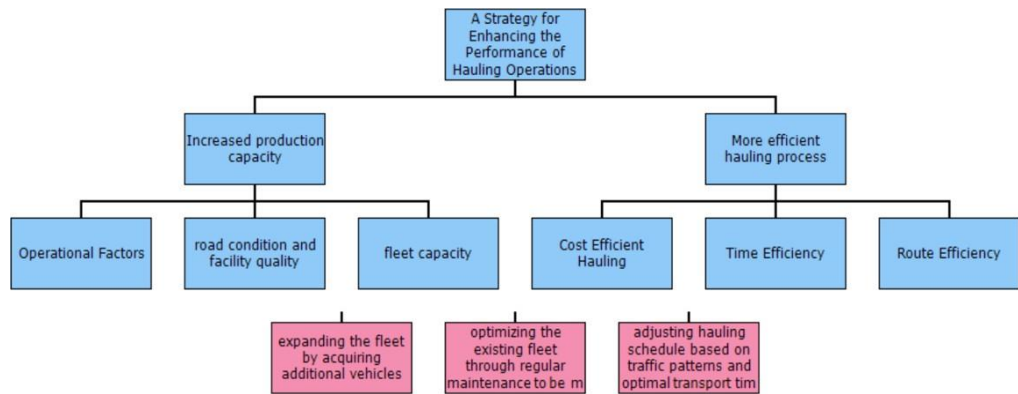 A Strategy for
Enhancing the
Performance of
Hauling Operations
Increased production
capacity
More efficient
hauling process
Operational Factors
road condition and
facility quality
fleet capacity
Cost Efficient
Hauling
Time Efficiency
Route Efficiency
expanding the fleet
by acquiring
additional vehicles
optimizing the
existing fleet
through regular
maintenance to be m
adjusting hauling
schedule based on
traffic patterns and
optimal transport tim